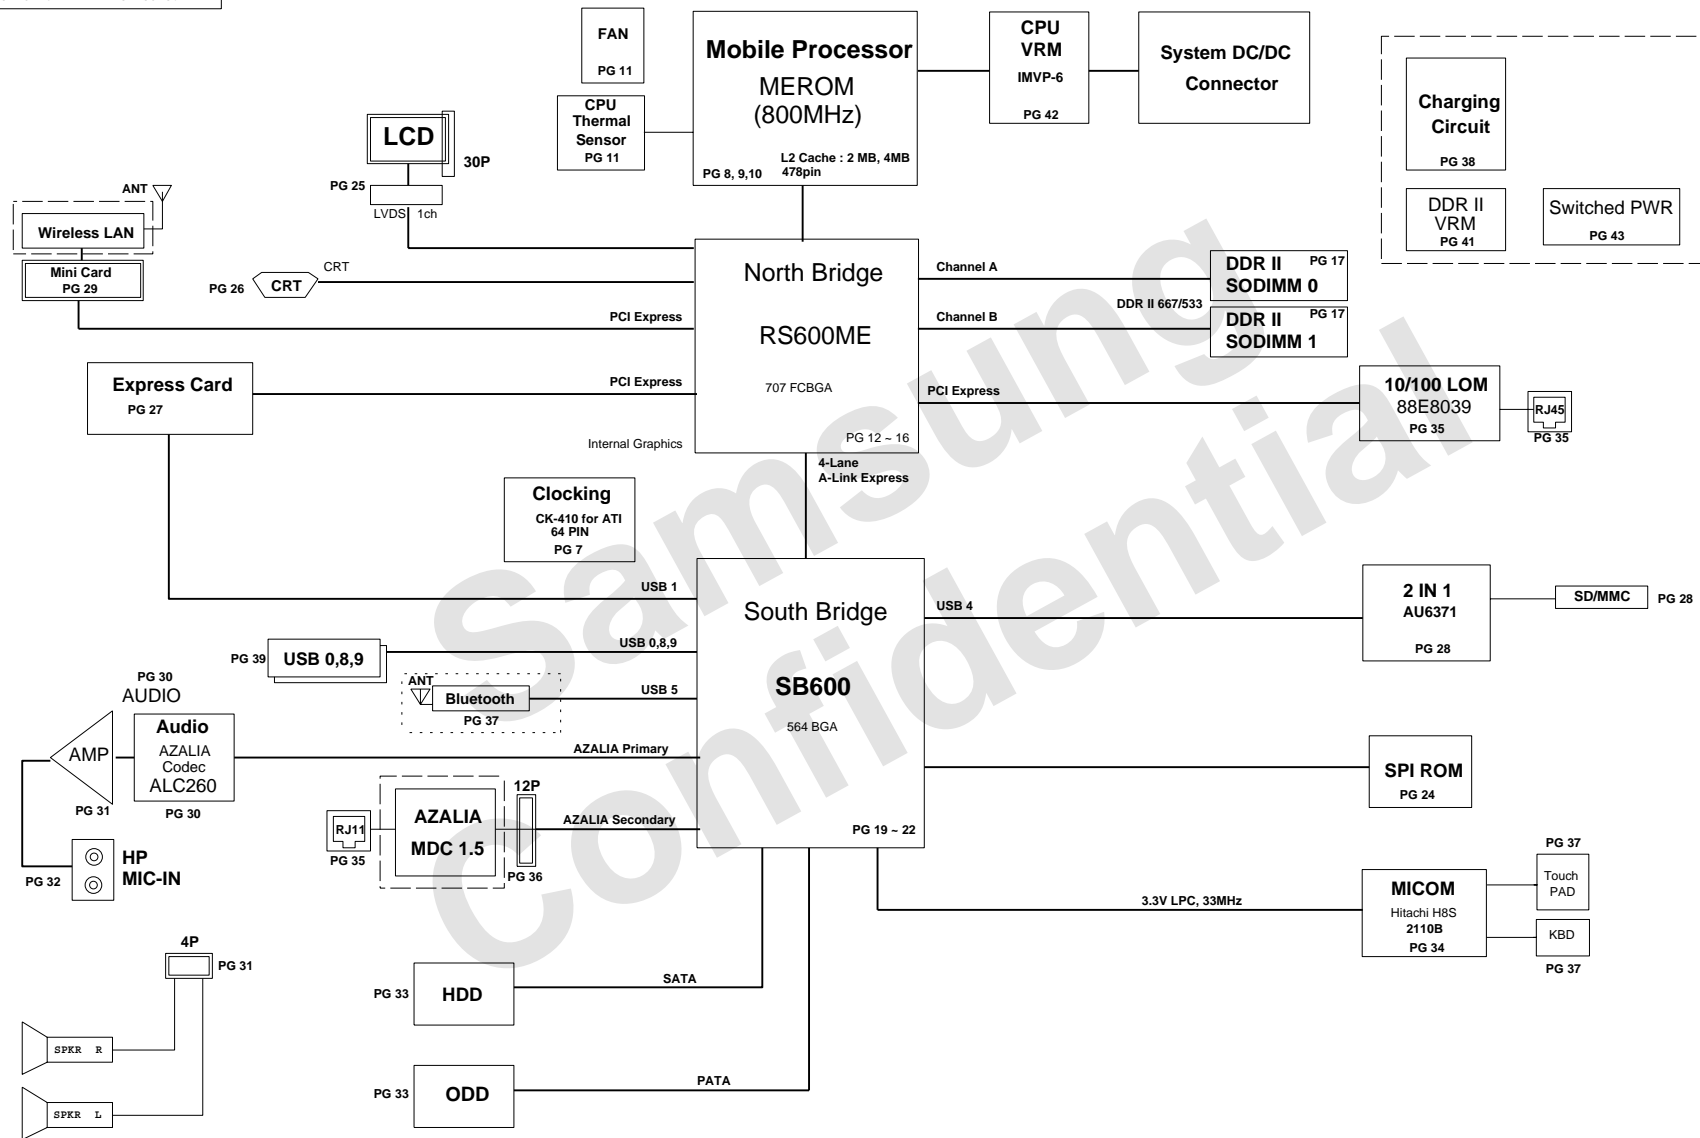 FAN
PG 11
Mobile Processor
MEROM
(800MHz)
L2 Cache : 2 MB, 4MB
PG 8, 9,10
478pin
CPU
VRM
IMVP-6
PG 42
System DC/DC
Connector
Charging
Circuit
PG 38
DDR II
VRM
PG 41
Switched PWR
PG 43
CPU
Thermal
Sensor
PG 11
LCD
30P
PG 25
LVDS 1ch
ANT
Wireless LAN
Mini Card
PG 29
CRT
PG 26
CRT
PCI Express
North Bridge
RS600ME
707 FCBGA
PG 12 ~ 16
Channel A
DDR II
PG 17
SODIMM 0
DDR II 667/533
Channel B
DDR II
PG 17
SODIMM 1
Express Card
PG 27
PCI Express
PCI Express
10/100 LOM
88E8039
PG 35
RJ45
PG 35
Internal Graphics
4-Lane
A-Link Express
Clocking
CK-410 for ATI
64 PIN
PG 7
Samsung
Confidential
USB 1
South Bridge
SB600
564 BGA
PG 19 ~ 22
USB 4
2 IN 1
AU6371
PG 28
SD/MMC
PG 28
PG 39
USB 0,8,9
USB 0,8,9
ANT
Bluetooth
PG 37
USB 5
PG 30
AUDIO
Audio
AZALIA
Codec
ALC260
PG 30
AMP
PG 31
AZALIA Primary
SPI ROM
PG 24
RJ11
PG 35
AZALIA
MDC 1.5
12P
PG 36
AZALIA Secondary
HP
MIC-IN
PG 32
3.3V LPC, 33MHz
MICOM
Hitachi H8S
2110B
PG 34
PG 37
Touch
PAD
KBD
PG 37
4P
PG 31
SPKR R
SPKR L
PG 33
HDD
SATA
PG 33
ODD
PATA